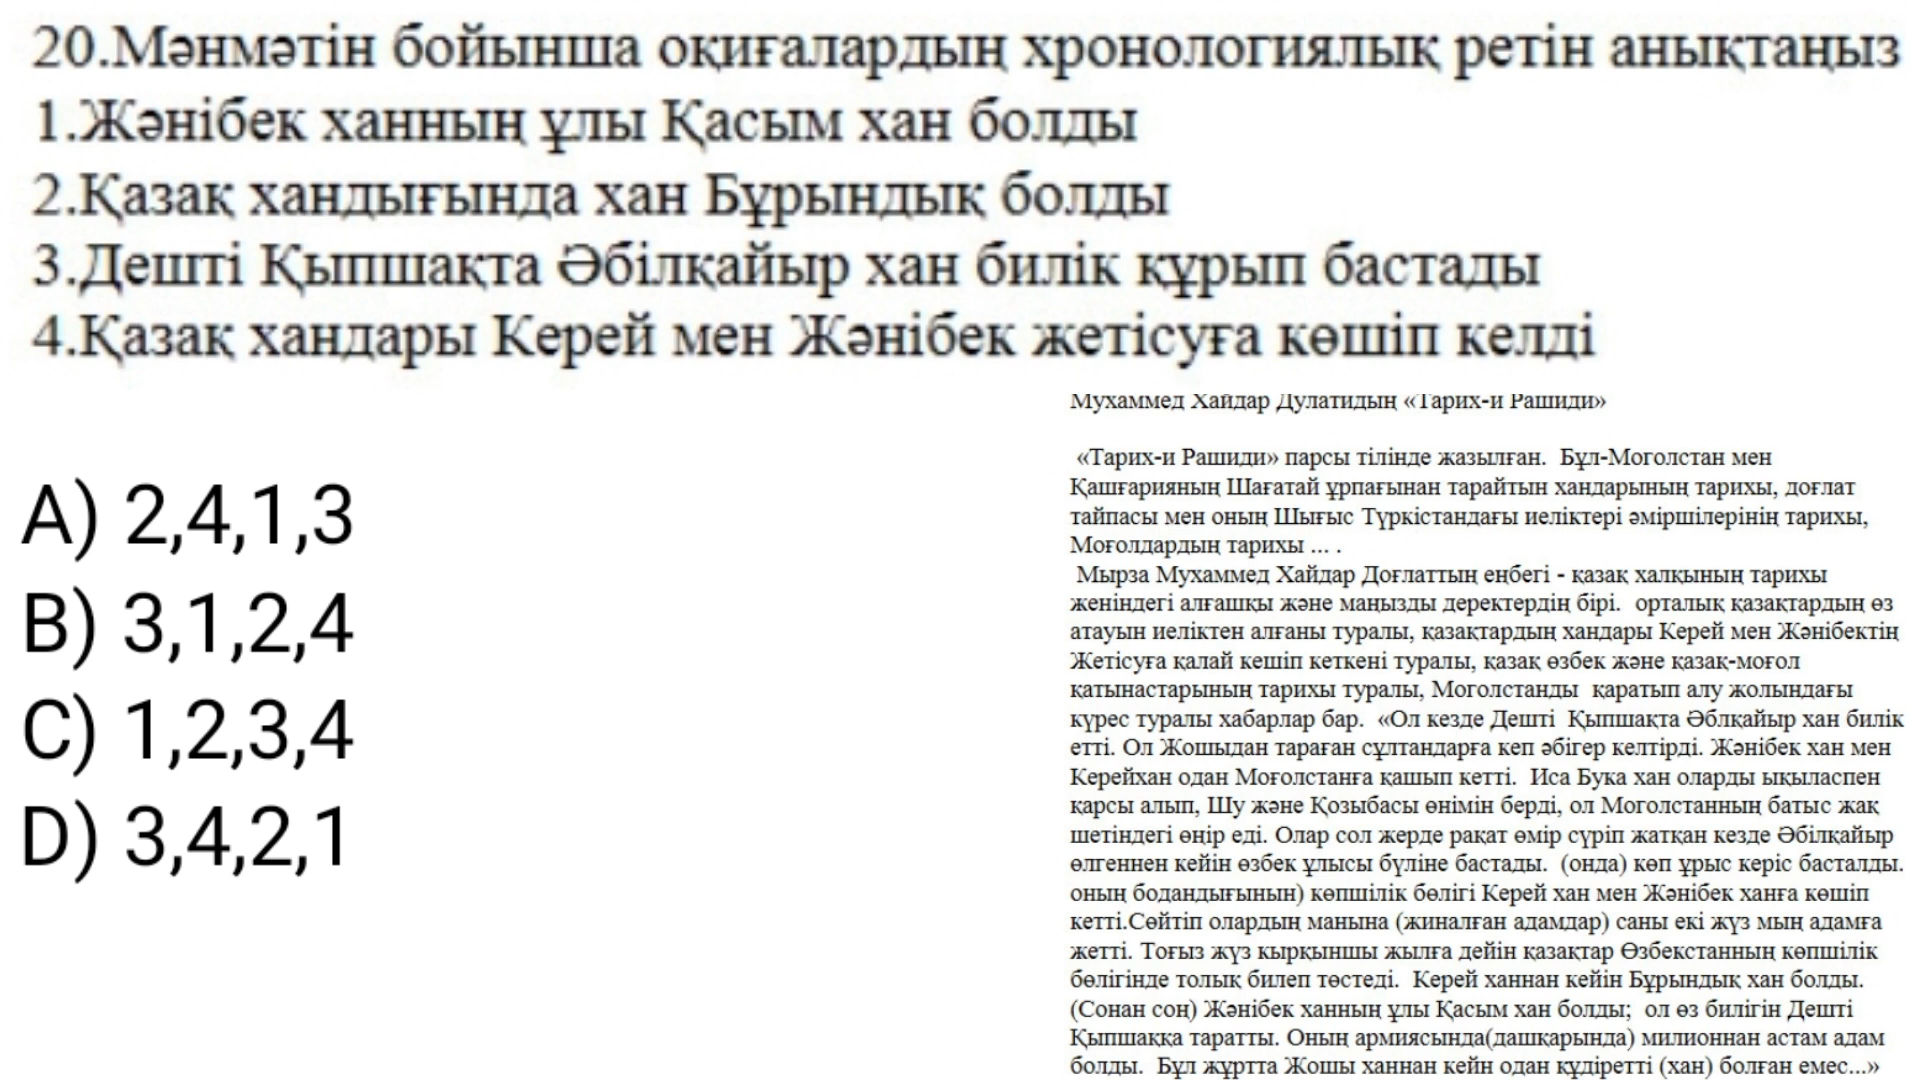 20.Мәнмәтін бойынша оқиғалардың хронологиялық ретін анықтаңыз
1.Жәнібек ханның ұлы Қасым хан болды
2.Қазақ хандығында хан Бұрындық болды
3.Дешті Қыпшақта Әбілқайыр хан билік құрып бастады
4.Қазақ хандары Керей мен Жәнібек жетісуға көшіп келді
A) 2,4,1,3
B) 3,1,2,4
C) 1,2,3,4
D) 3,4,2,1
Мухаммед Хайдар Дулатидың «Тарих-и Рашиди»
«Тарих-и Рашиди» парсы тілінде жазылған. Бұл-Моголстан мен
Қашғарияның Шағатай ұрпағынан тарайтын хандарының тарихы, доғлат
тайпасы мен оның Шығыс Түркістандағы иеліктері әміршілерінің тарихы,
Моғолдардың тарихы ... .
Мырза Мухаммед Хайдар Доғлаттың еңбегі - қазақ халқының тарихы
женіндегі алғашқы және маңызды деректердің бірі. орталық қазақтардың өз
атауын иеліктен алғаны туралы, қазақтардың хандары Керей мен Жәнібектің
Жетісуға қалай кешіп кеткені туралы, қазақ өзбек және қазақ-моғол
қатынастарының тарихы туралы, Моголстанды қаратып алу жолындағы
күрес туралы хабарлар бар. «Ол кезде Дешті Қыпшақта Әблқайыр хан билік
етті. Ол Жошыдан тараған сұлтандарға кеп әбігер келтірді. Жәнібек хан мен
Керейхан одан Моғолстанға қашып кетті. Иса Бука хан оларды ықыласпен
қарсы алып, Шу және Қозыбасы өнімін берді, ол Моголстанның батыс жақ
шетіндегі өңір еді. Олар сол жерде рақат өмір сүріп жатқан кезде Әбілқайыр
өлгеннен кейін өзбек ұлысы бүліне бастады. (онда) көп ұрыс керіс басталды.
оның бодандығынын) көпшілік бөлігі Керей хан мен Жәнібек ханға көшіп
кетті.Сөйтіп олардың манына (жиналған адамдар) саны екі жүз мың адамға
жетті. Тоғыз жүз кырқыншы жылға дейін қазақтар Өзбекстанның көпшілік
бөлігінде толық билеп төстеді. Керей ханнан кейін Бұрындық хан болды.
(Сонан соң) Жәнібек ханның ұлы Қасым хан болды; ол өз билігін Дешті
Қыпшаққа таратты. Оның армиясында(дашқарында) милионнан астам адам
болды. Бұл жұртта Жошы ханнан кейн одан құдіретті (хан) болған емес...»